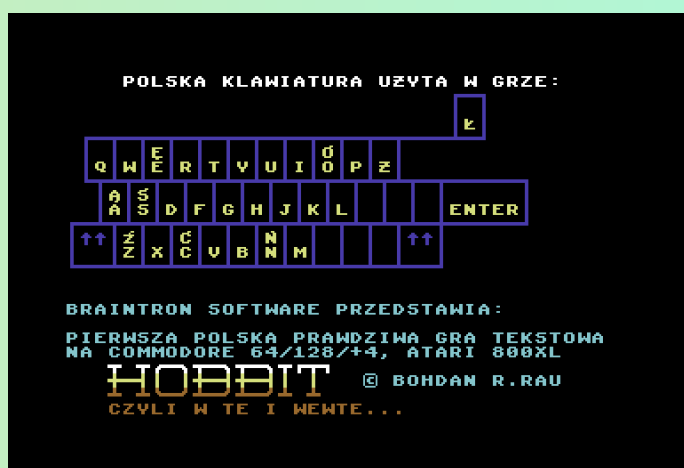 POLSKA KLAWIATURA UŻYTA W GRZE:
Ł
Ę Ó
Q W E R T Y U I O P Ż
Ą Ś
A S D F G H J K L ENTER
Ź Ć Ń
↑↑ Z X C V B N M ↑↑
BRAINTRON SOFTWARE PRZEDSTAWIA:
PIERWSZA POLSKA PRAWDZIWA GRA TEKSTOWA
NA COMMODORE 64/128/+4, ATARI 800XL
HOBBIT © BOHDAN R.RAU
CZYLI W TE I WEWTE...